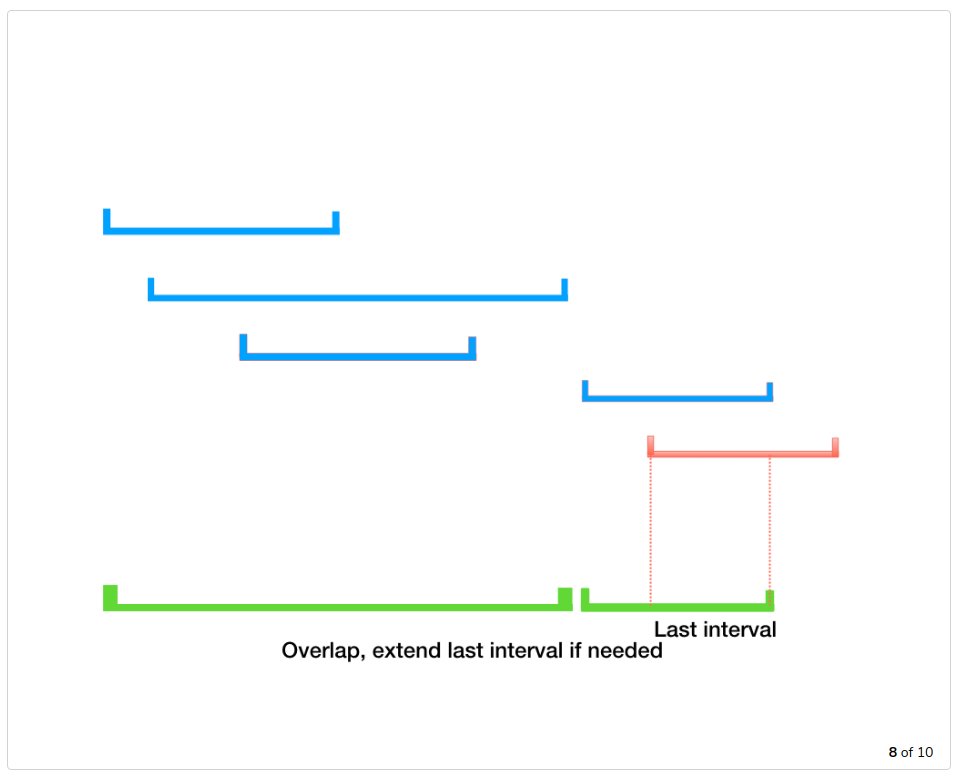 Last interval
Overlap, extend last interval if needed
8 of 10